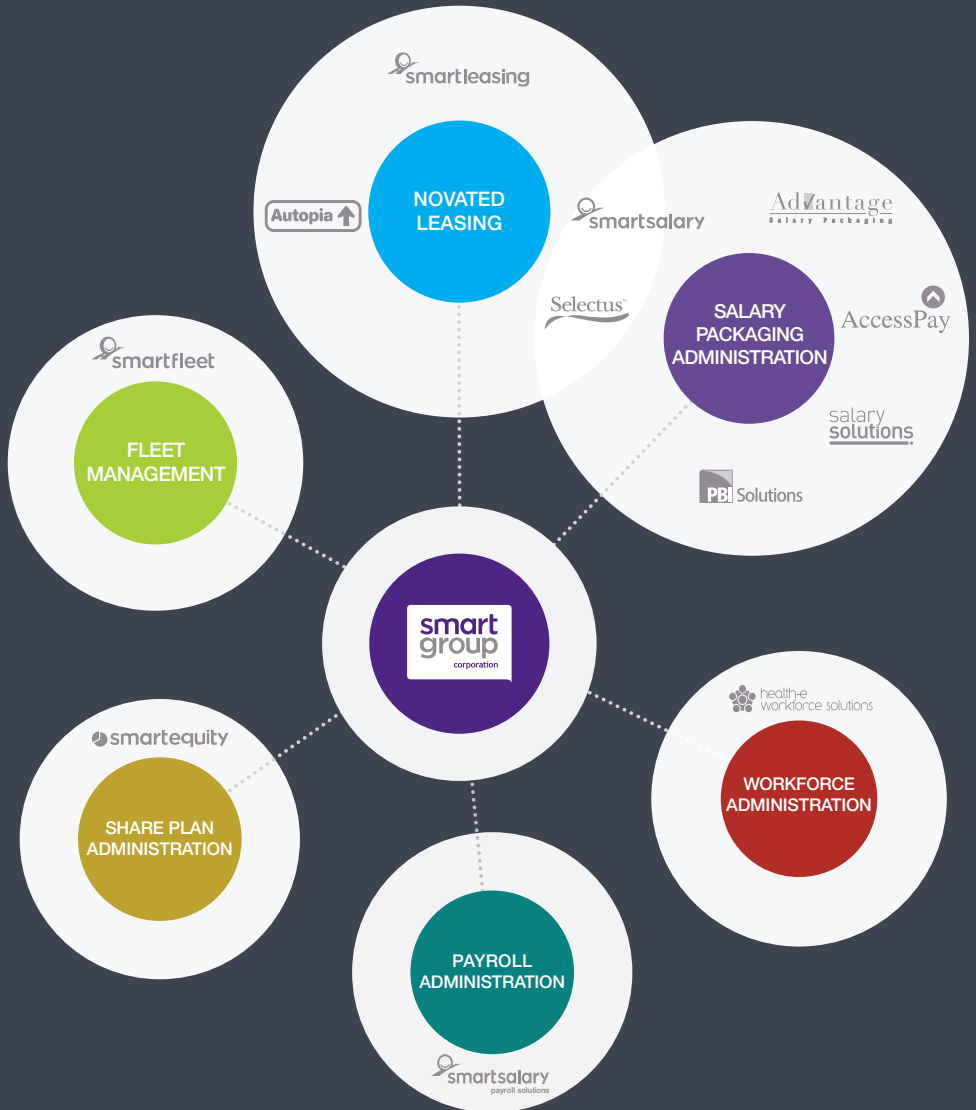 smartleasing
NOVATED
LEASING
Autopia
smartsalary
Selectus™
AdVantage
Salary Packaging
AccessPay
SALARY
PACKAGING
ADMINISTRATION
salary
solutions
PBI Solutions
smartfleet
FLEET
MANAGEMENT
smart
group
corporation
health-e
workforce solutions
WORKFORCE
ADMINISTRATION
smartequity
SHARE PLAN
ADMINISTRATION
PAYROLL
ADMINISTRATION
smartsalary
payroll solutions